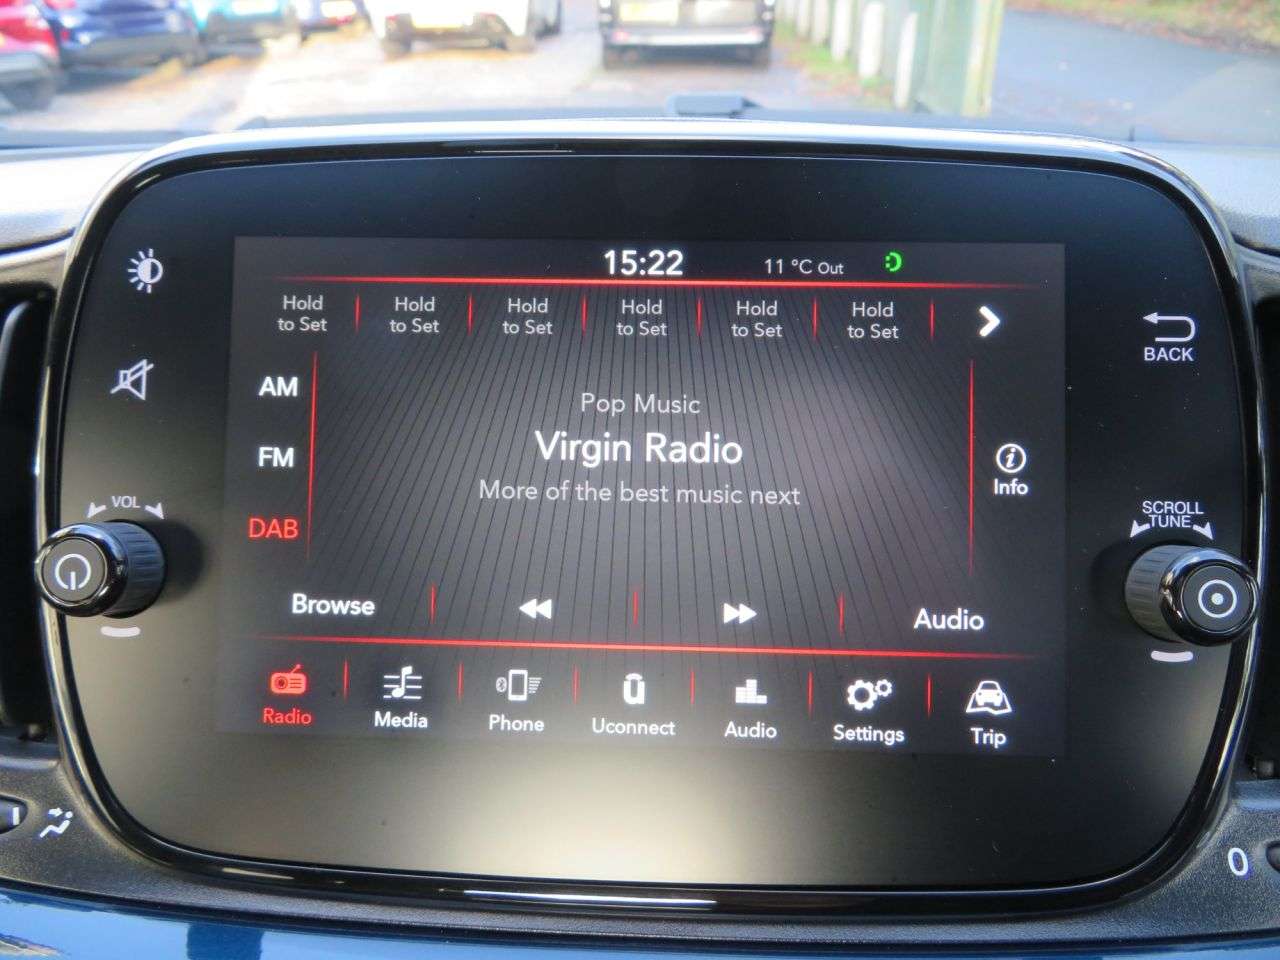 15:22 11 °C Out
Hold to Set
Hold to Set
Hold to Set
Hold to Set
Hold to Set
Hold to Set
BACK
AM
FM
DAB
Pop Music
Virgin Radio
More of the best music next
Info
VOL
SCROLL
TUNE
Browse Audio
Radio Media Phone Uconnect Audio Settings Trip
0